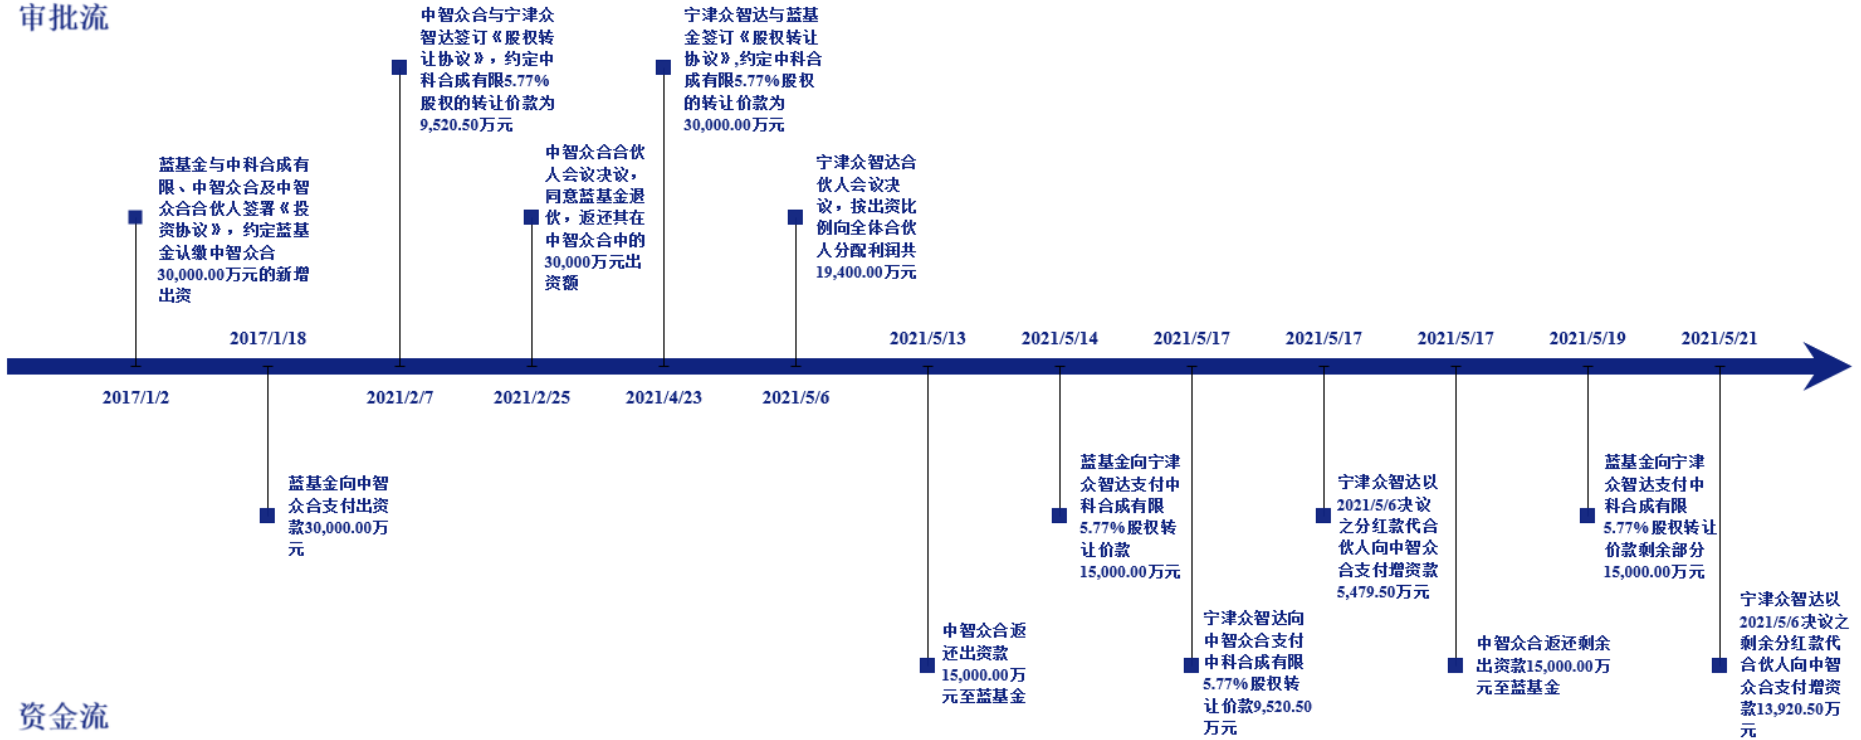 审批流
中智众合与宁津众
智达签订《股权转
让协议》，约定中
科合成有限5.77%
股权的转让价款为
9,520.50万元
宁津众智达与蓝基
金签订《股权转让
协议》,约定中科合
成有限5.77%股权
的转让价款为
30,000.00万元
蓝基金与中科合成有
限、中智众合及中智
众合合伙人签署《投
资协议》，约定蓝基
金认缴中智众合
30,000.00万元的新增
出资
中智众合合伙
人会议决议，
同意蓝基金退
伙，返还其在
中智众合中的
30,000万元出
资额
宁津众智达合
伙人会议决
议，按出资比
例向全体合伙
人分配利润共
19,400.00万元
2017/1/18
2021/5/13
2021/5/14
2021/5/17
2021/5/17
2021/5/17
2021/5/19
2021/5/21
2017/1/2
2021/2/7
2021/2/25
2021/4/23
2021/5/6
蓝基金向中智
众合支付出资
款30,000.00万
元
中智众合返
还出资款
15,000.00万
元至蓝基金
蓝基金向宁津
众智达支付中
科合成有限
5.77%股权转
让价款
15,000.00万元
宁津众智达向
中智众合支付
中科合成有限
5.77%股权转
让价款9,520.50
万元
宁津众智达以
2021/5/6决议
之分红款代合
伙人向中智众
合支付增资款
5,479.50万元
中智众合返还剩余
出资款15,000.00万
元至蓝基金
蓝基金向宁津
众智达支付中
科合成有限
5.77%股权转让
价款剩余部分
15,000.00万元
宁津众智达以
2021/5/6决议之
剩余分红款代
合伙人向中智
众合支付增资
款13,920.50万
元
资金流